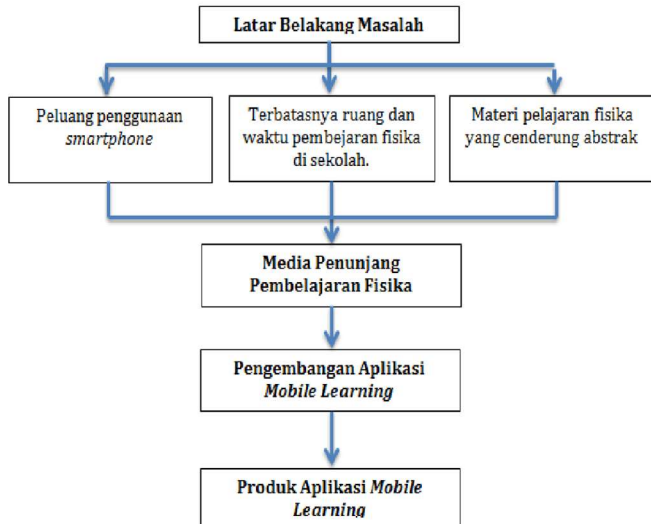 Latar Belakang Masalah
Peluang penggunaan
smartphone
Terbatasnya ruang dan
waktu pembejaran fisika
di sekolah.
Materi pelajaran fisika
yang cenderung abstrak
Media Penunjang
Pembelajaran Fisika
Pengembangan Aplikasi
Mobile Learning
Produk Aplikasi Mobile
Learning